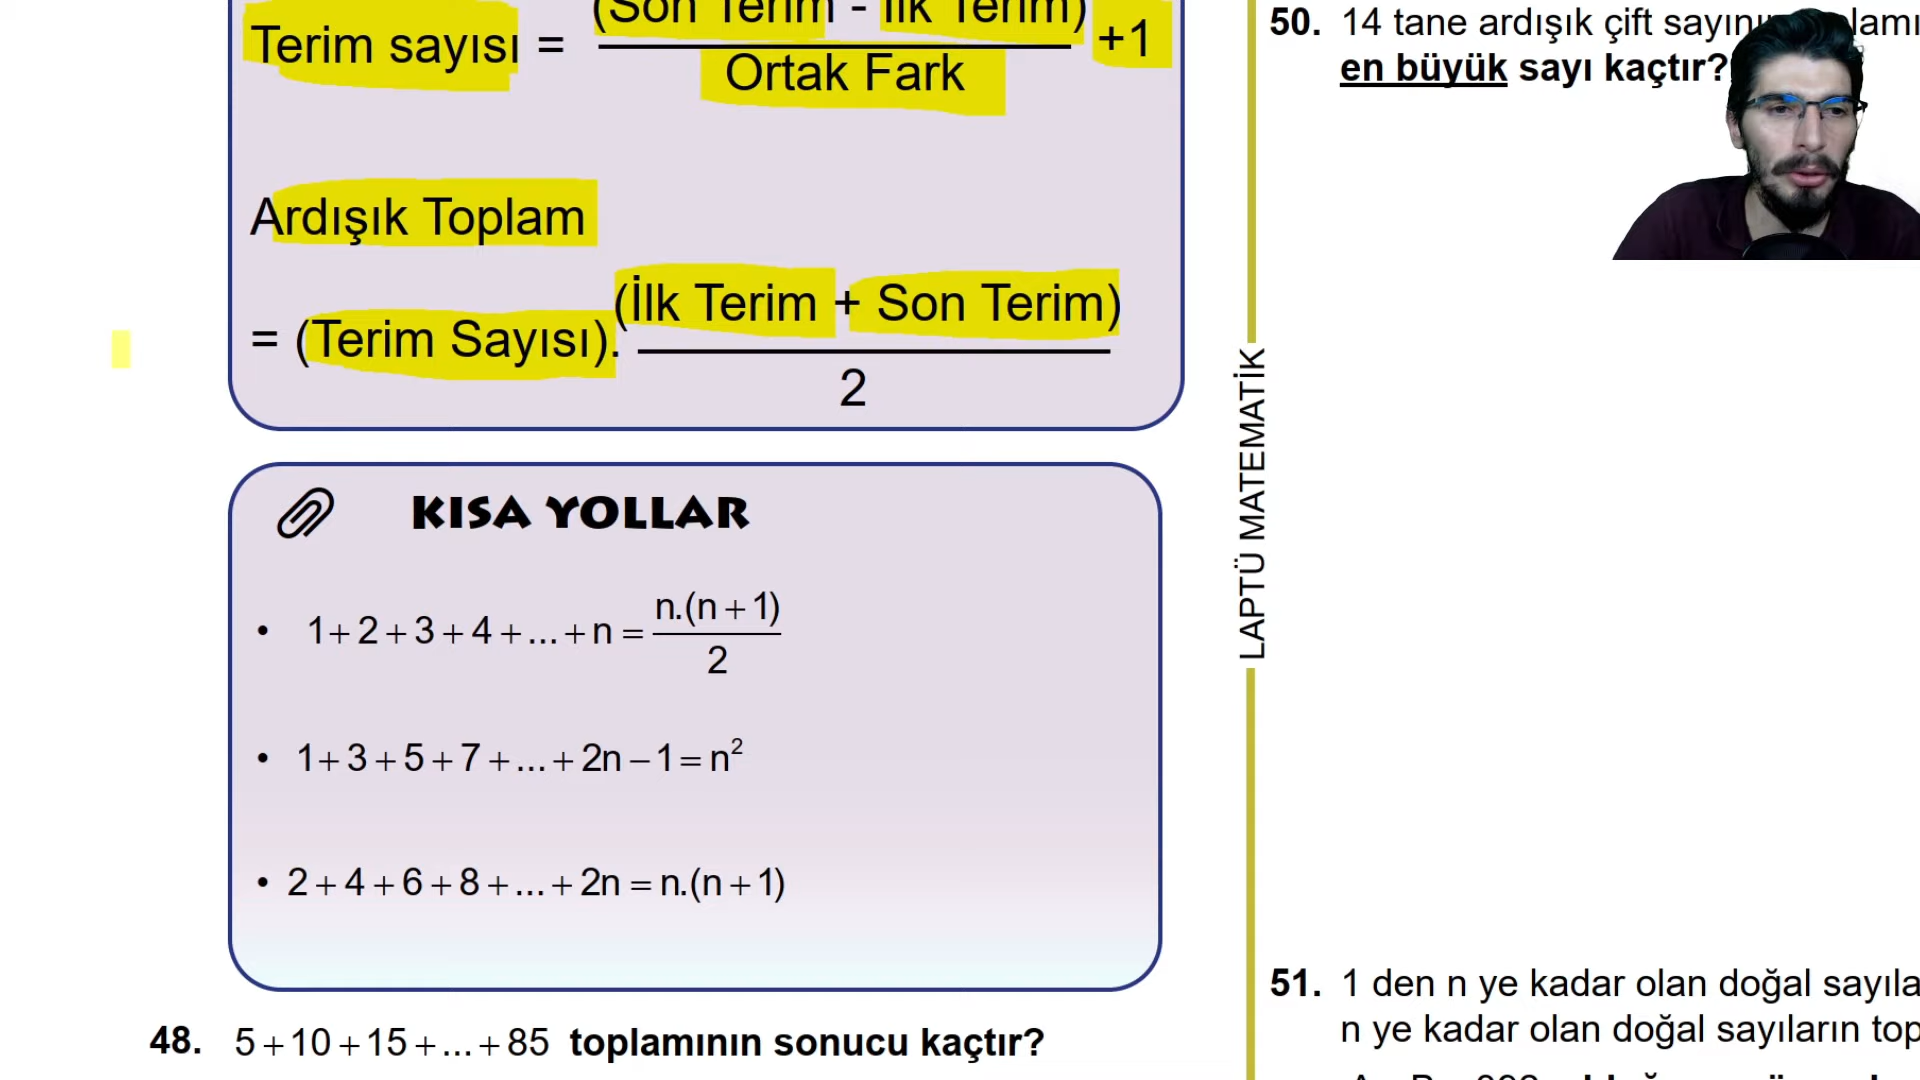 (Son Terim - İlk Terim)
Terim sayısı = +1
Ortak Fark
Ardışık Toplam
(İlk Terim + Son Terim)
= (Terim Sayısı).
2
KISA YOLLAR
• 1+2+3+4+...+n = n.(n+1)
2
• 1+3+5+7+...+2n−1=n²
• 2+4+6+8+...+2n=n.(n+1)
48. 5+10+15+...+85 toplamının sonucu kaçtır?
LAPTÜ MATEMATİK
50. 14 tane ardışık çift
en büyük sayı kaçtır?
51. 1 den n ye kadar olan doğal
n ye kadar olan doğal sayıların